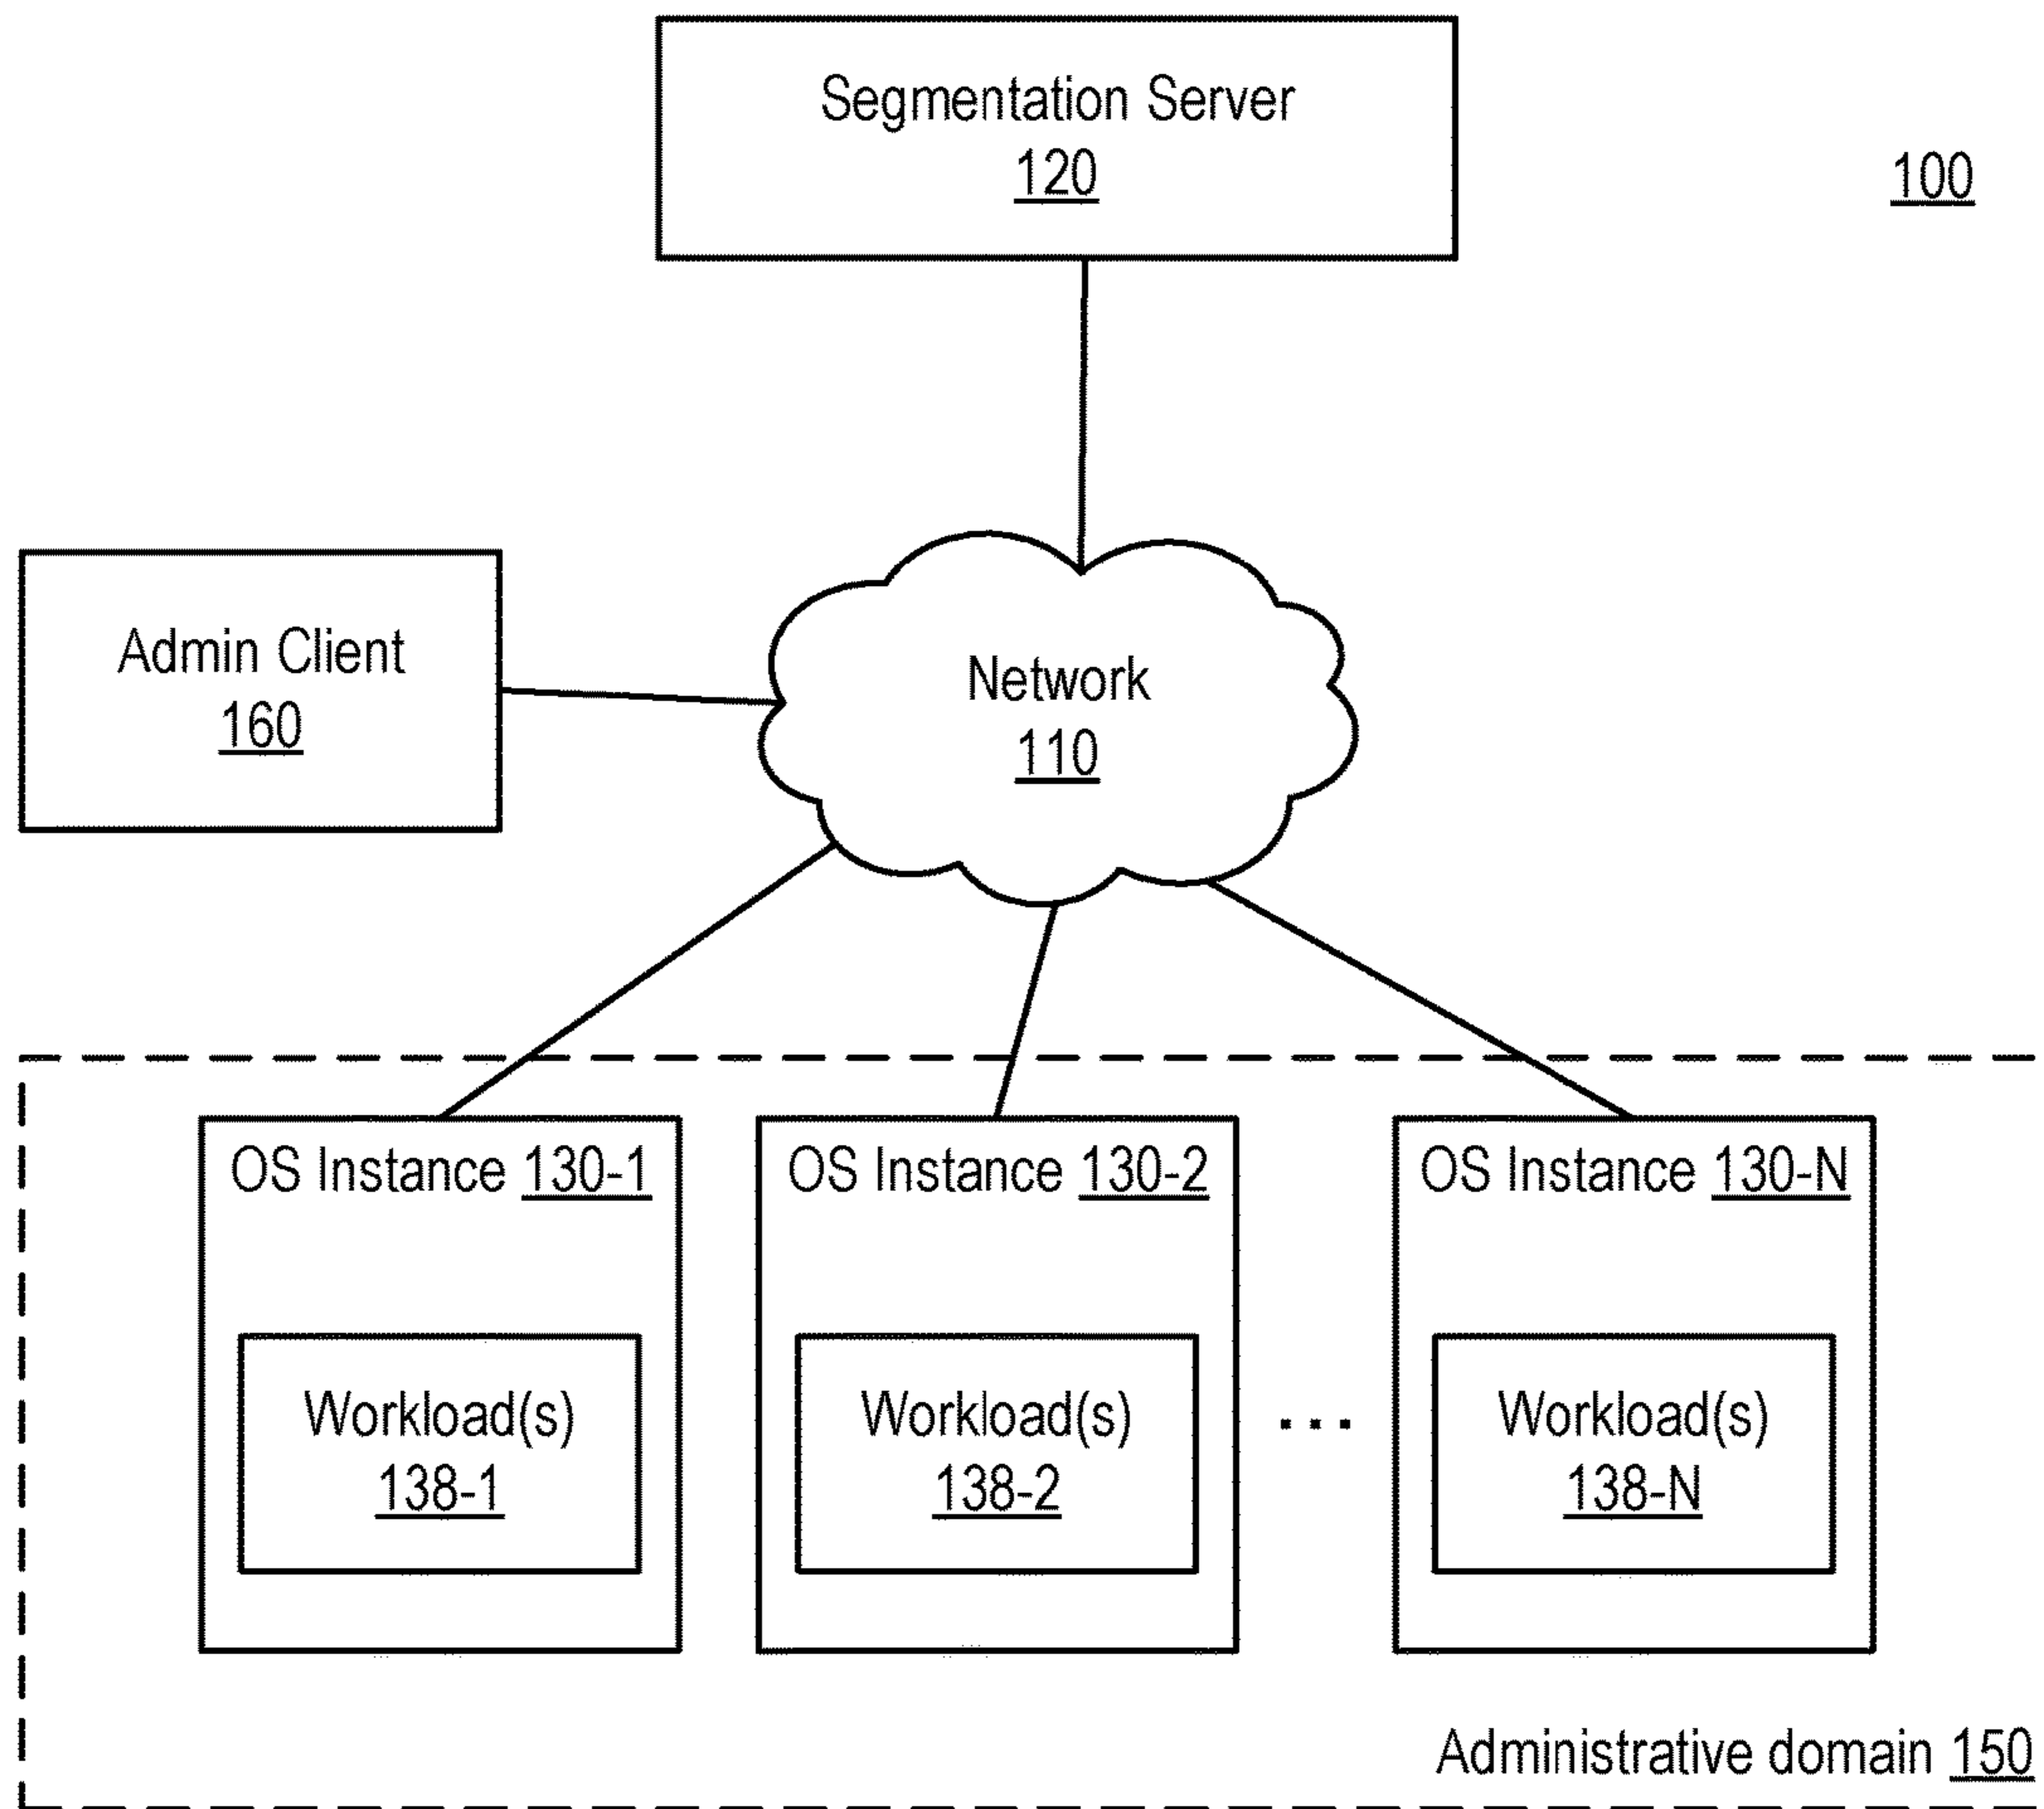 Segmentation Server
120
100
Admin Client
160
Network
110
OS Instance 130-1
OS Instance 130-2
OS Instance 130-N
Workload(s)
138-1
Workload(s)
138-2
...
Workload(s)
138-N
Administrative domain 150